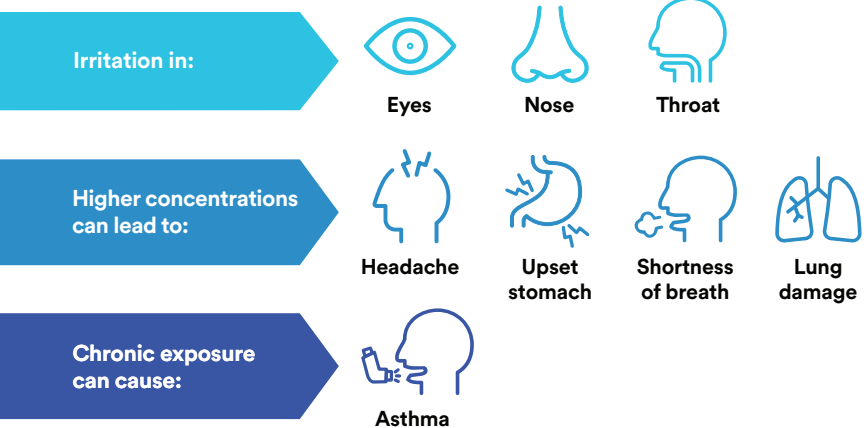 Irritation in:
Eyes
Nose
Throat
Higher concentrations
can lead to:
Headache
Upset
stomach
Shortness
of breath
Lung
damage
Chronic exposure
can cause:
Asthma